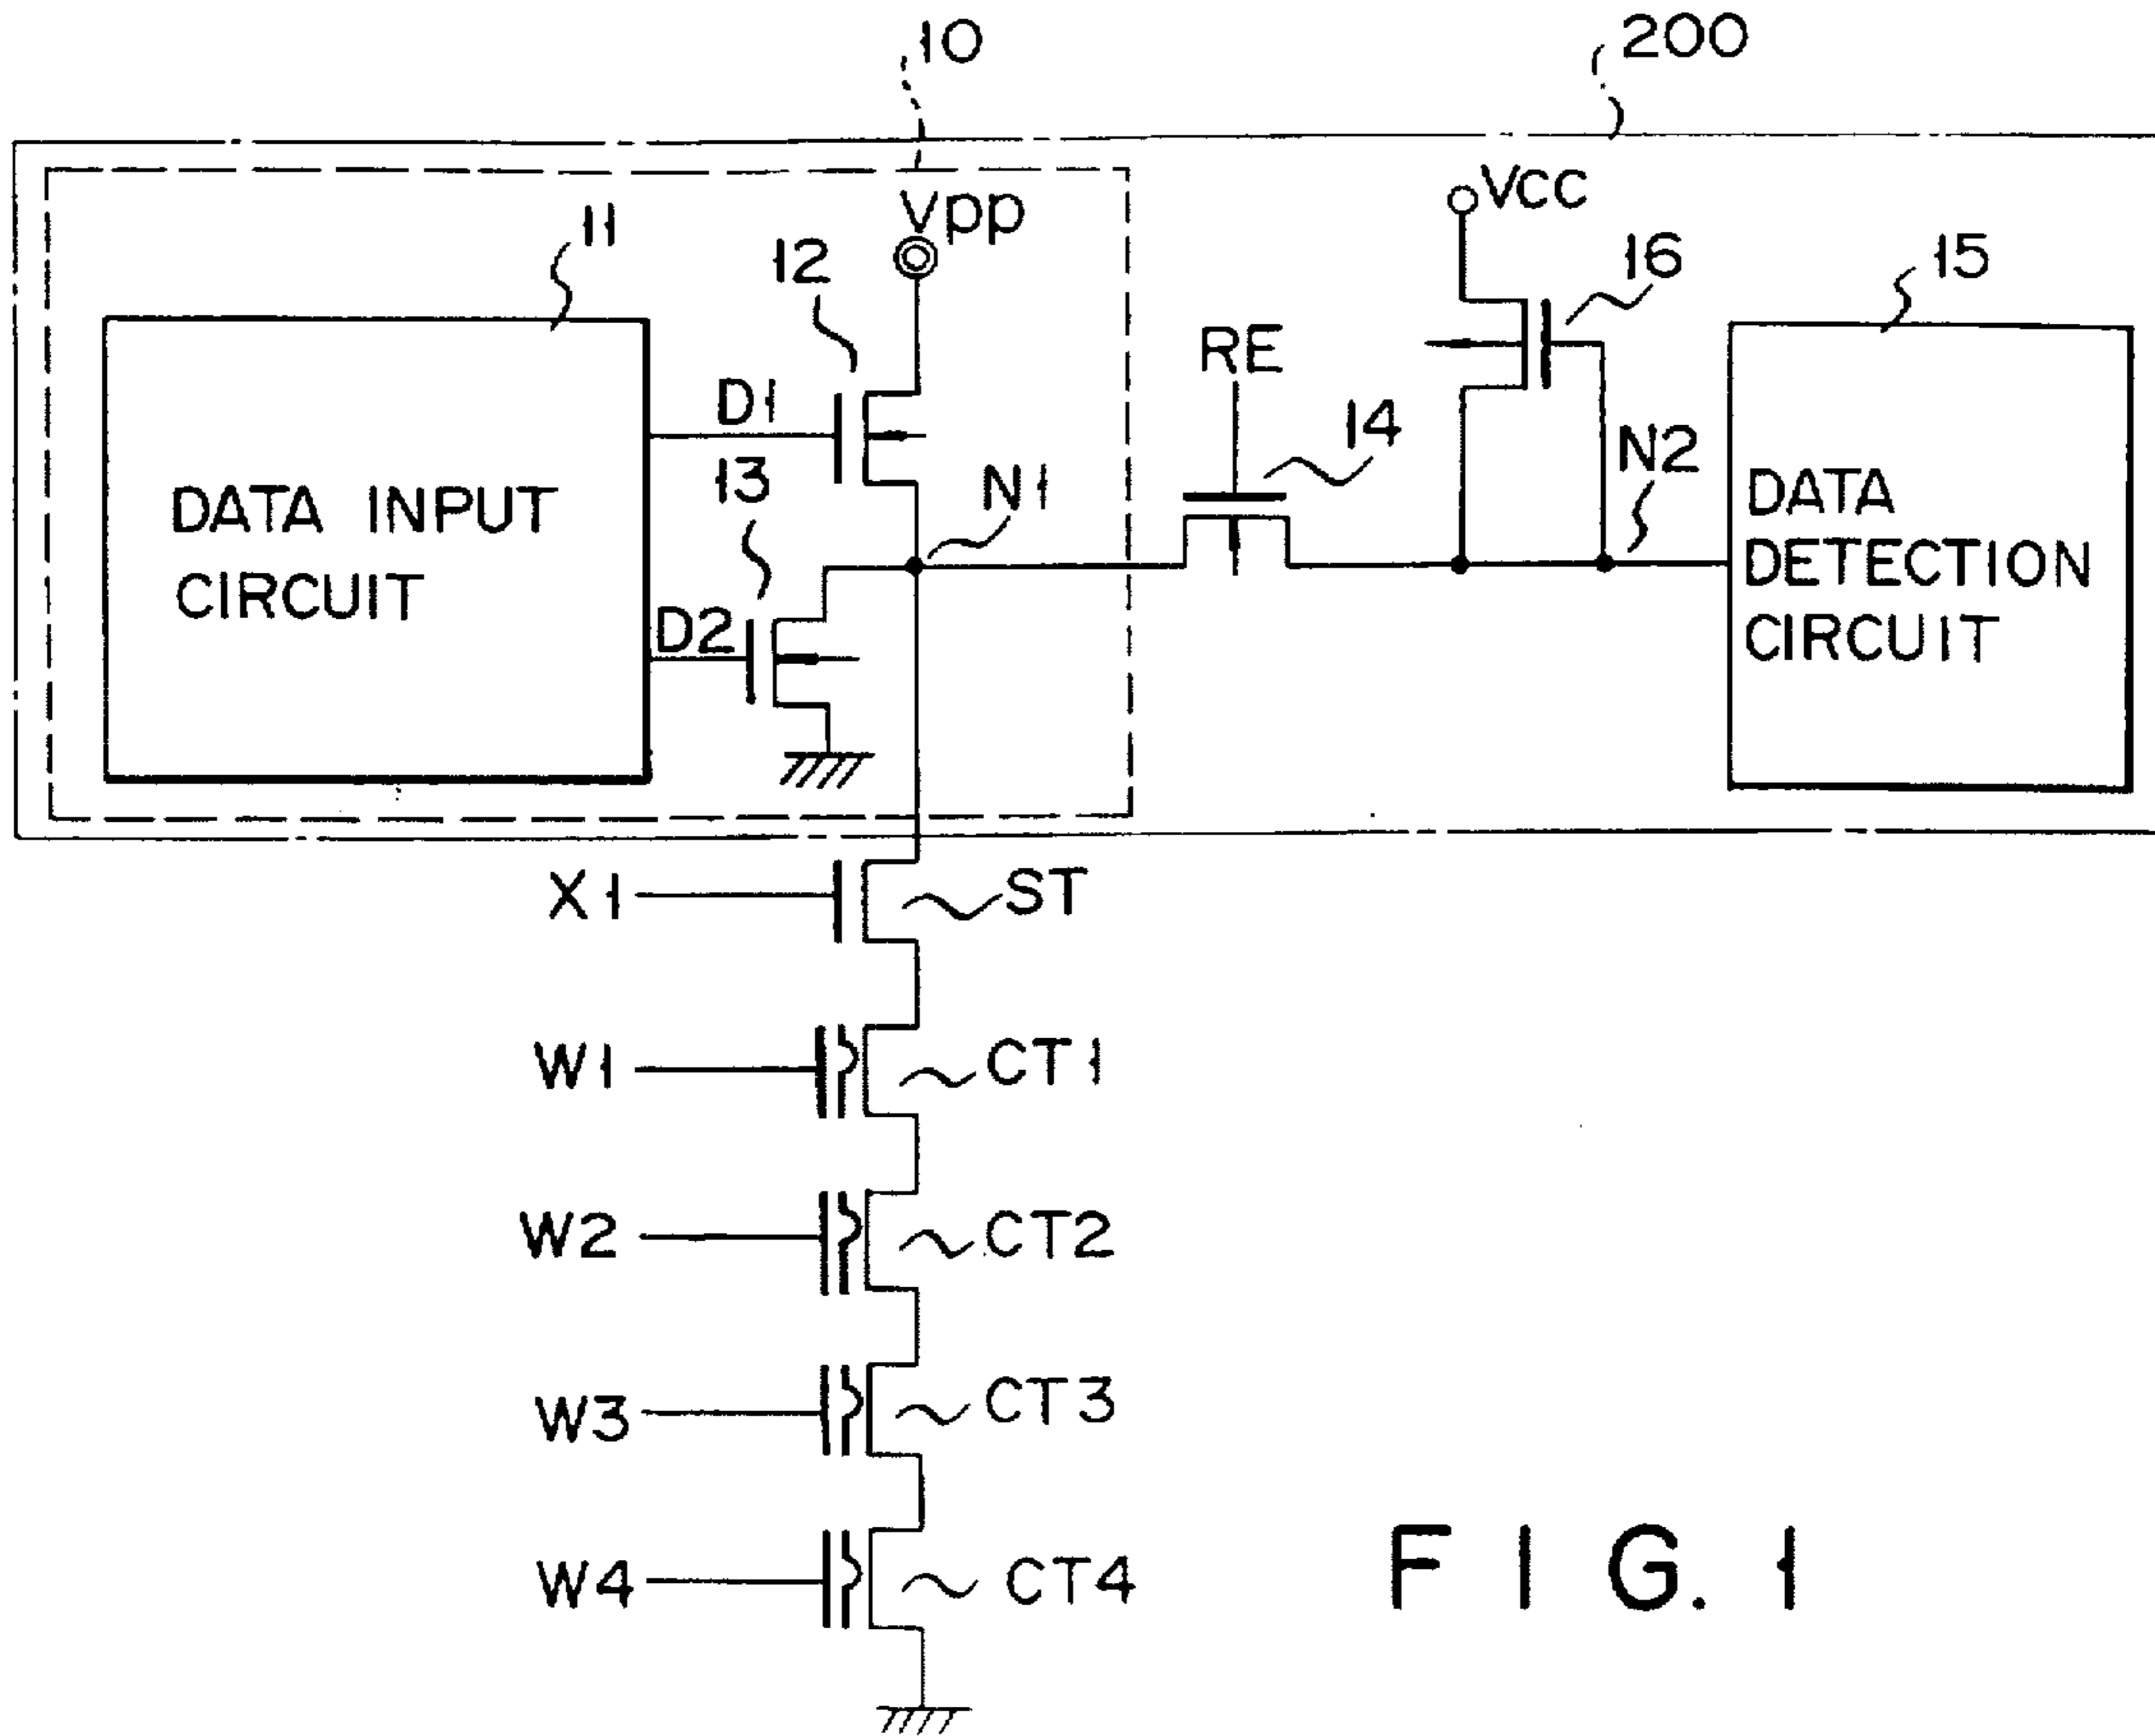 10
200
Vpp
VCC
11
12
16
15
RE
D1
14
13
N1
N2
DATA INPUT
CIRCUIT
DATA
DETECTION
CIRCUIT
D2
X1
ST
W1
CT1
W2
CT2
W3
CT3
W4
CT4
FIG. 1